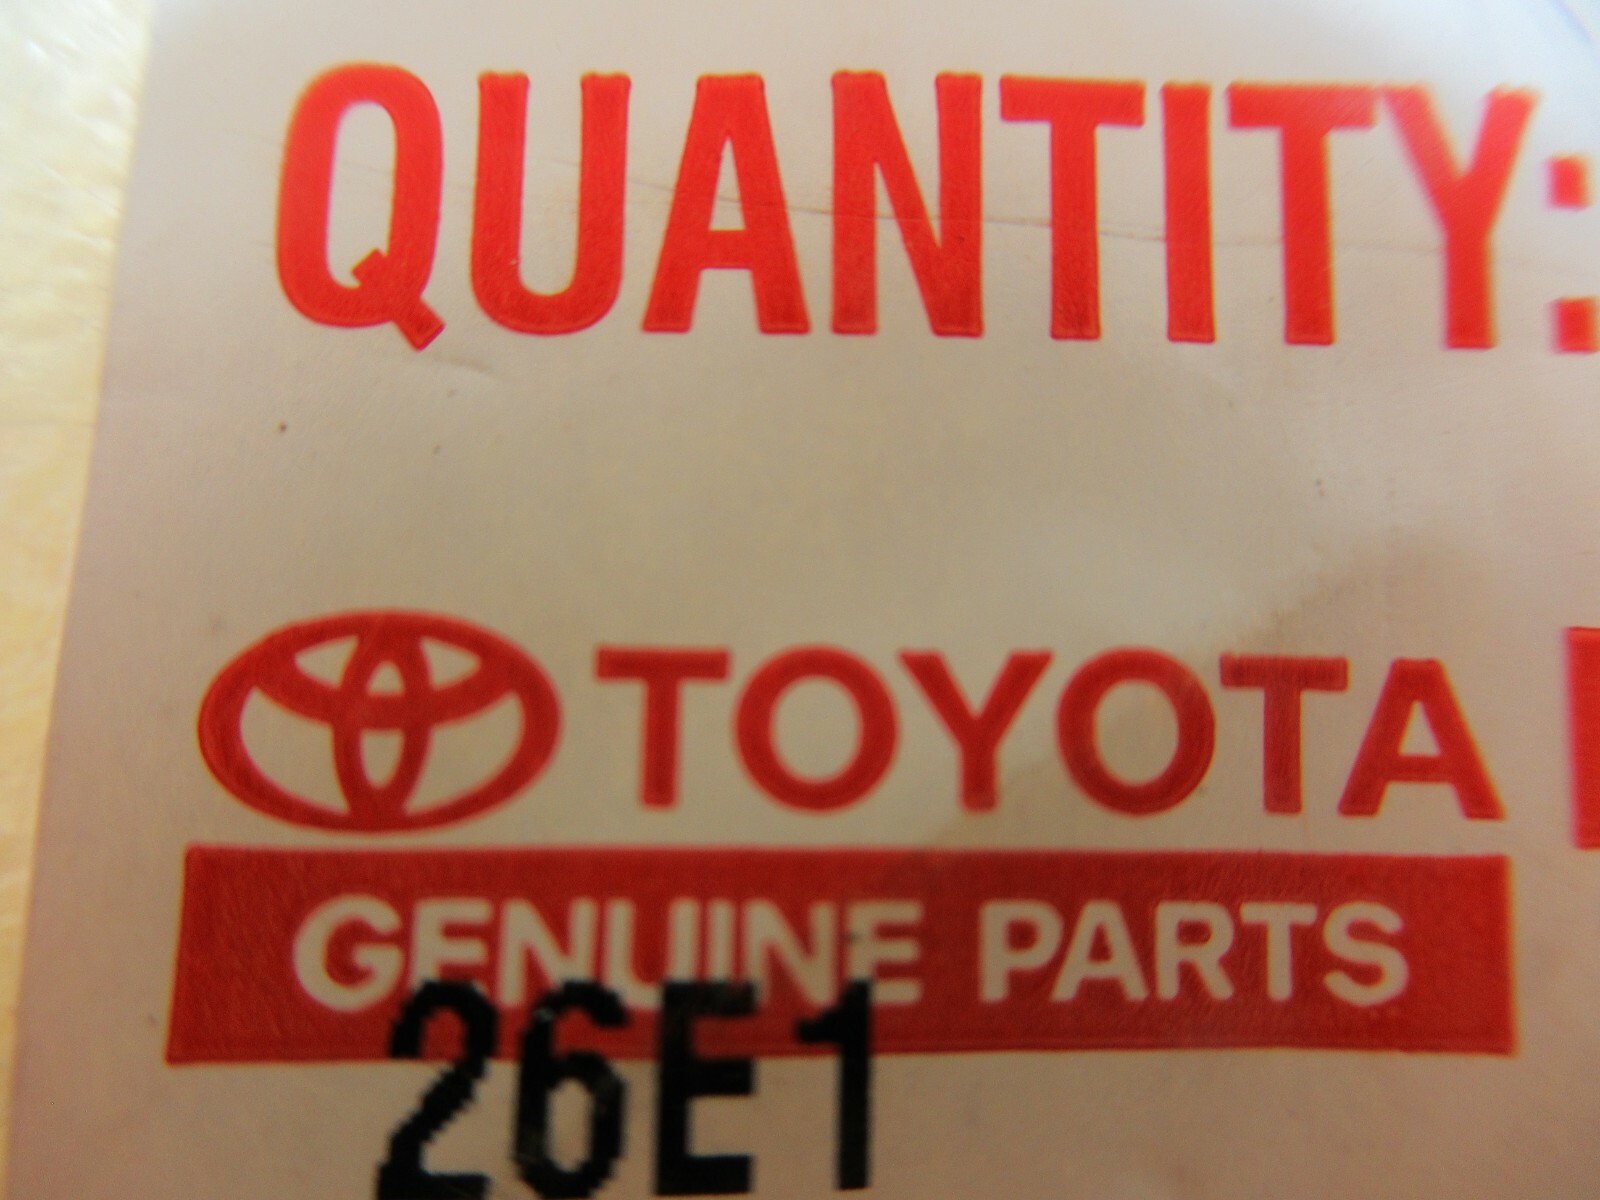 QUANTITY:
TOYOTA
GENUINE PARTS
26E1